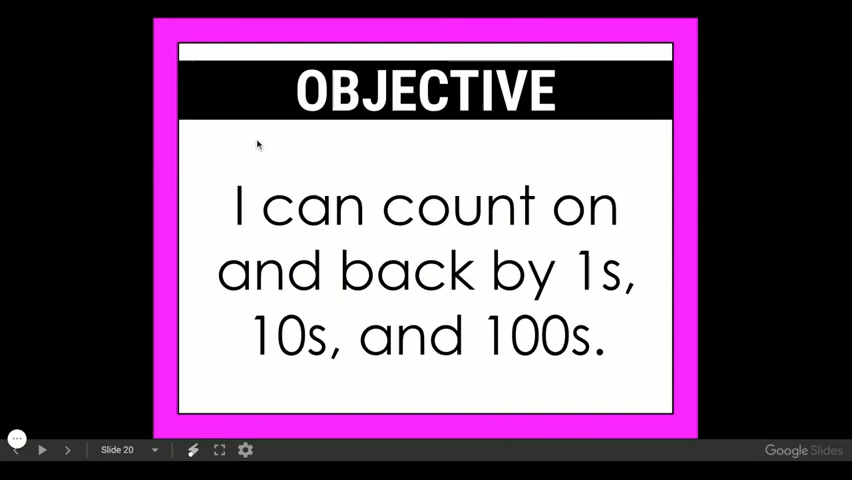 OBJECTIVE
I can count on
and back by 1s,
10s, and 100s.
Slide 20
Google Slides